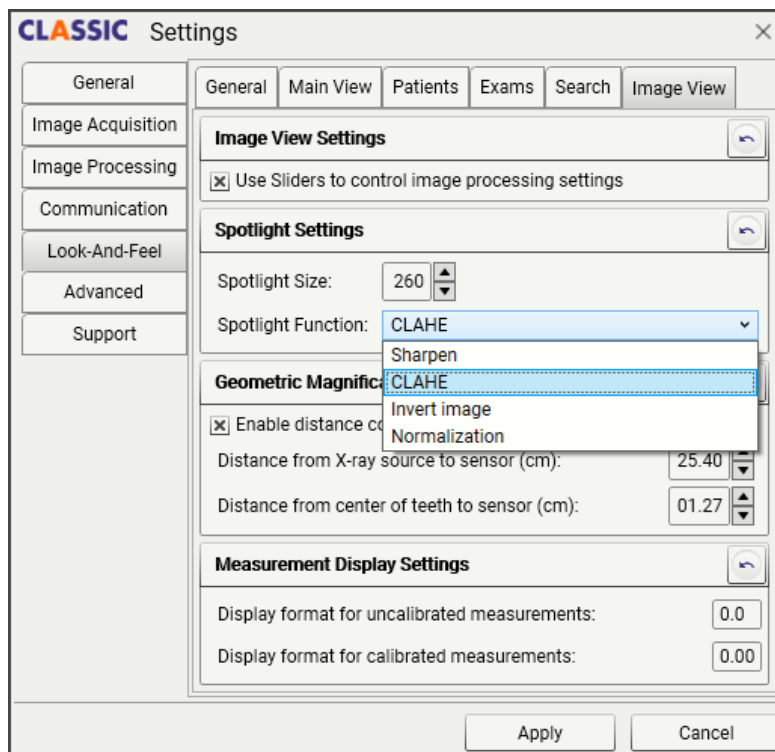 CLASSIC Settings
General
Image Acquisition
Image Processing
Communication
Look-And-Feel
Advanced
Support
General Main View Patients Exams Search Image View
Image View Settings
Use Sliders to control image processing settings
Spotlight Settings
Spotlight Size: 260
Spotlight Function: CLAHE
Sharpen
CLAHE
Invert image
Normalization
Geometric
Enable distance
Distance from X-ray source to sensor (cm): 25.40
Distance from center of teeth to sensor (cm): 01.27
Measurement Display Settings
Display format for uncalibrated measurements: 0.0
Display format for calibrated measurements: 0.00
Apply Cancel